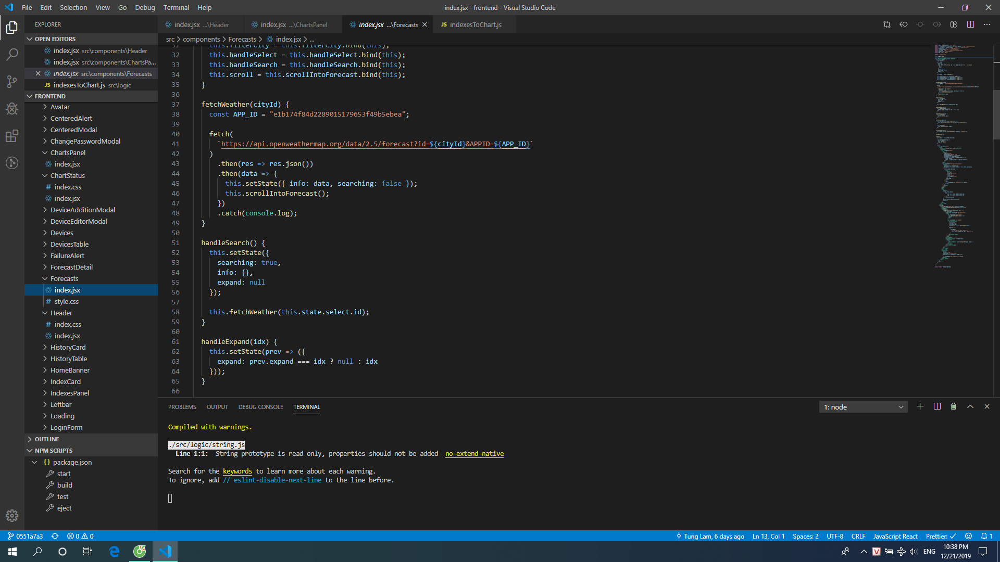 File Edit Selection View Go Debug Terminal Help
index.jsx - frontend - Visual Studio Code
EXPLORER
OPEN EDITORS
index.jsx src\components\Header
index.jsx src\components\ChartsPa...
index.jsx src\components\Forecasts
JS indexesToChart.js src\logic
FRONTEND
Avatar
CenteredAlert
CenteredModal
ChangePasswordModal
ChartsPanel
index.jsx
ChartStatus
# index.css
index.jsx
DeviceAdditionModal
DeviceEditorModal
Devices
DevicesTable
FailureAlert
ForecastDetail
Forecasts
index.jsx
# style.css
Header
# index.css
index.jsx
HistoryCard
HistoryTable
HomeBanner
IndexCard
IndexesPanel
Leftbar
Loading
LoginForm
OUTLINE
NPM SCRIPTS
{} package.json
start
build
test
eject
index.jsx ...\Header
index.jsx ...\ChartsPanel
index.jsx ...\Forecasts
JS indexesToChart.js
src > components > Forecasts > index.jsx > ...
31 this.filterCity = this.filterCity.bind(this);
32 this.handleSelect = this.handleSelect.bind(this);
33 this.handleSearch = this.handleSearch.bind(this);
34 this.scroll = this.scrollIntoForecast.bind(this);
35 }
36
37 fetchWeather(cityId) {
38 const APP_ID = "e1b174f84d2289015179653f49b5ebea";
39
40 fetch(
41 `https://api.openweathermap.org/data/2.5/forecast?id=${cityId}&APPID=${APP_ID}`
42 )
43 .then(res => res.json())
44 .then(data => {
45 this.setState({ info: data, searching: false });
46 this.scrollIntoForecast();
47 })
48 .catch(console.log);
49 }
50
51 handleSearch() {
52 this.setState({
53 searching: true,
54 info: {},
55 expand: null
56 });
57
58 this.fetchWeather(this.state.select.id);
59 }
60
61 handleExpand(idx) {
62 this.setState(prev => ({
63 expand: prev.expand === idx ? null : idx
64 }));
65 }
66
PROBLEMS OUTPUT DEBUG CONSOLE TERMINAL
1: node
Compiled with warnings.
./src/logic/string.js
Line 1:1: String prototype is read only, properties should not be added no-extend-native
Search for the keywords to learn more about each warning.
To ignore, add // eslint-disable-next-line to the line before.
0551a7a3 0 0
Tung Lam, 6 days ago Ln 13, Col 1 Spaces: 2 UTF-8 CRLF JavaScript React Prettier: ✓ 1
V ENG
10:38 PM
12/21/2019